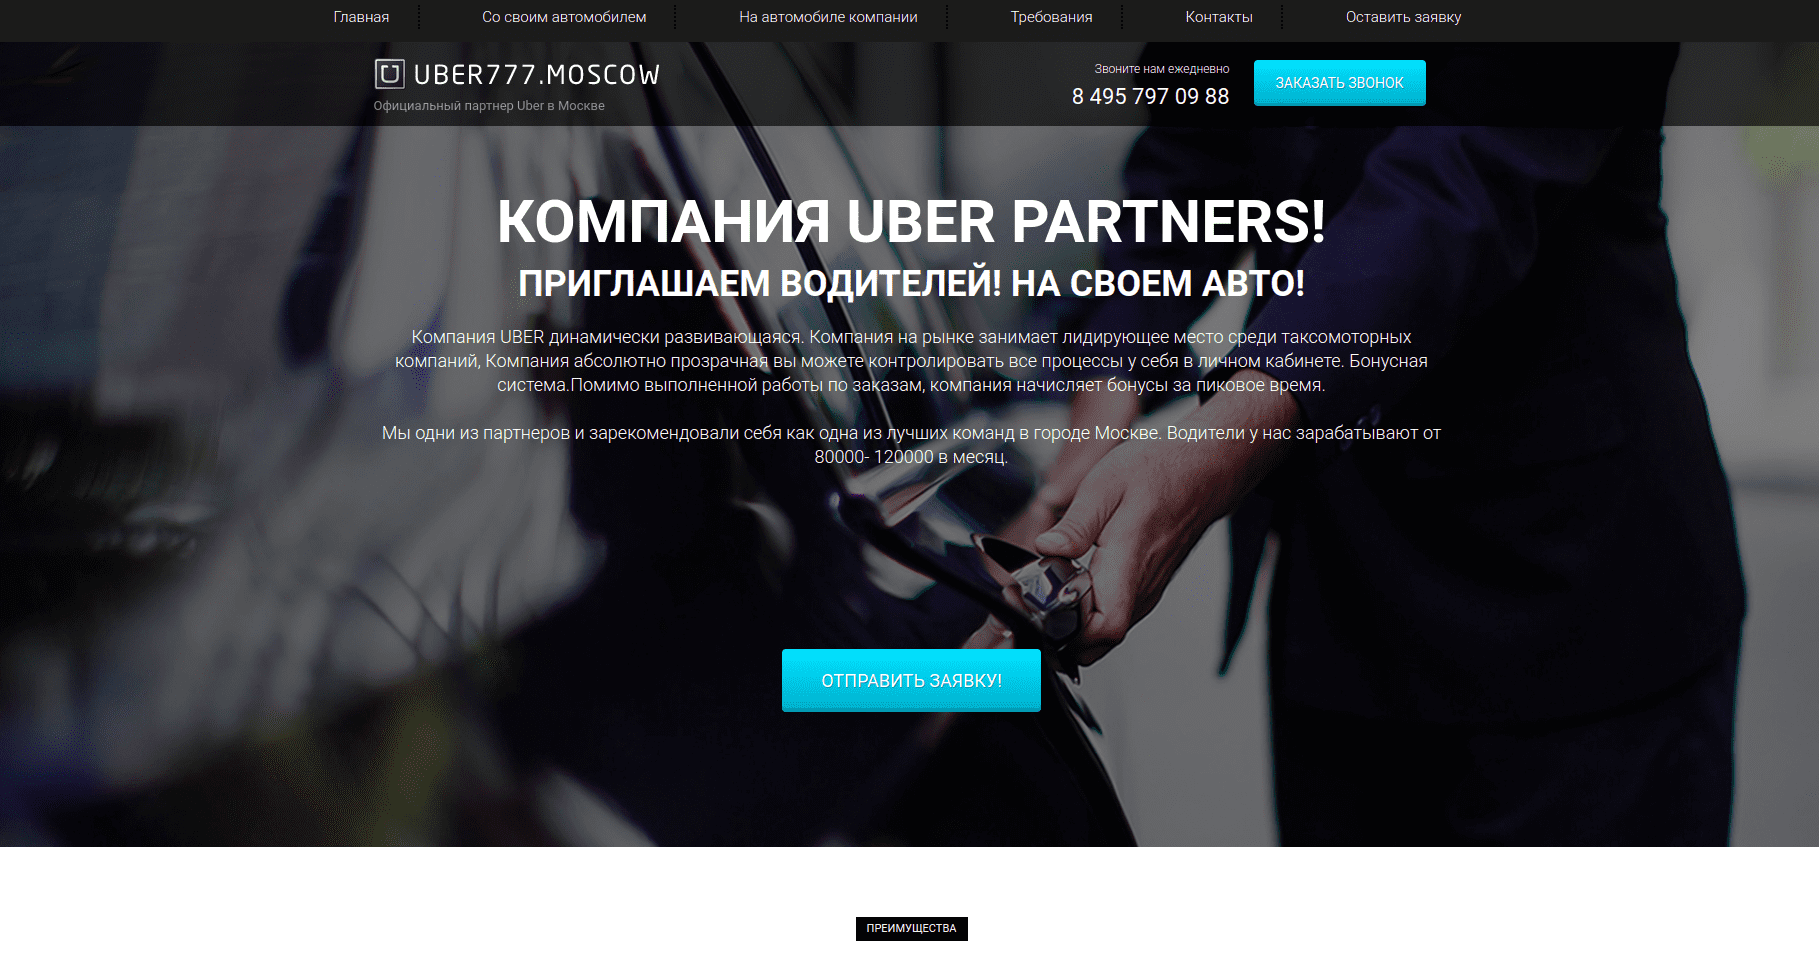 Главная
Со своим автомобилем
На автомобиле компании
Требования
Контакты
Оставить заявку
UBER777.MOSCOW
Официальный партнер Uber в Москве
Звоните нам ежедневно
8 495 797 09 88
ЗАКАЗАТЬ ЗВОНОК
КОМПАНИЯ UBER PARTNERS!
ПРИГЛАШАЕМ ВОДИТЕЛЕЙ! НА СВОЕМ АВТО!
Компания UBER динамически развивающаяся. Компания на рынке занимает лидирующее место среди таксомоторных
компаний, Компания абсолютно прозрачная вы можете контролировать все процессы у себя в личном кабинете. Бонусная
система.Помимо выполненной работы по заказам, компания начисляет бонусы за пиковое время.
Мы одни из партнеров и зарекомендовали себя как одна из лучших команд в городе Москве. Водители у нас зарабатывают от
80000- 120000 в месяц.
ОТПРАВИТЬ ЗАЯВКУ!
ПРЕИМУЩЕСТВА